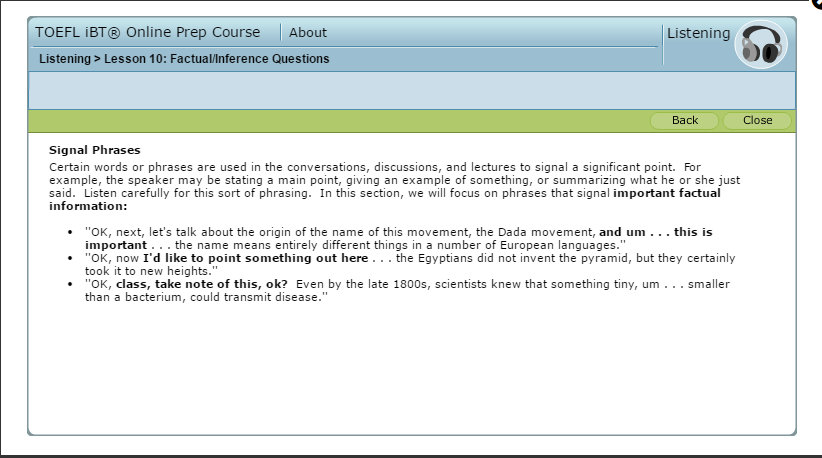 TOEFL iBT® Online Prep Course
About
Listening
Listening > Lesson 10: Factual/Inference Questions
Back
Close
Signal Phrases
Certain words or phrases are used in the conversations, discussions, and lectures to signal a significant point. For
example, the speaker may be stating a main point, giving an example of something, or summarizing what he or she just
said. Listen carefully for this sort of phrasing. In this section, we will focus on phrases that signal important factual
information:
• "OK, next, let's talk about the origin of the name of this movement, the Dada movement, and um . . . this is
important . . . the name means entirely different things in a number of European languages."
• "OK, now I'd like to point something out here . . . the Egyptians did not invent the pyramid, but they certainly
took it to new heights."
• "OK, class, take note of this, ok? Even by the late 1800s, scientists knew that something tiny, um . . . smaller
than a bacterium, could transmit disease."